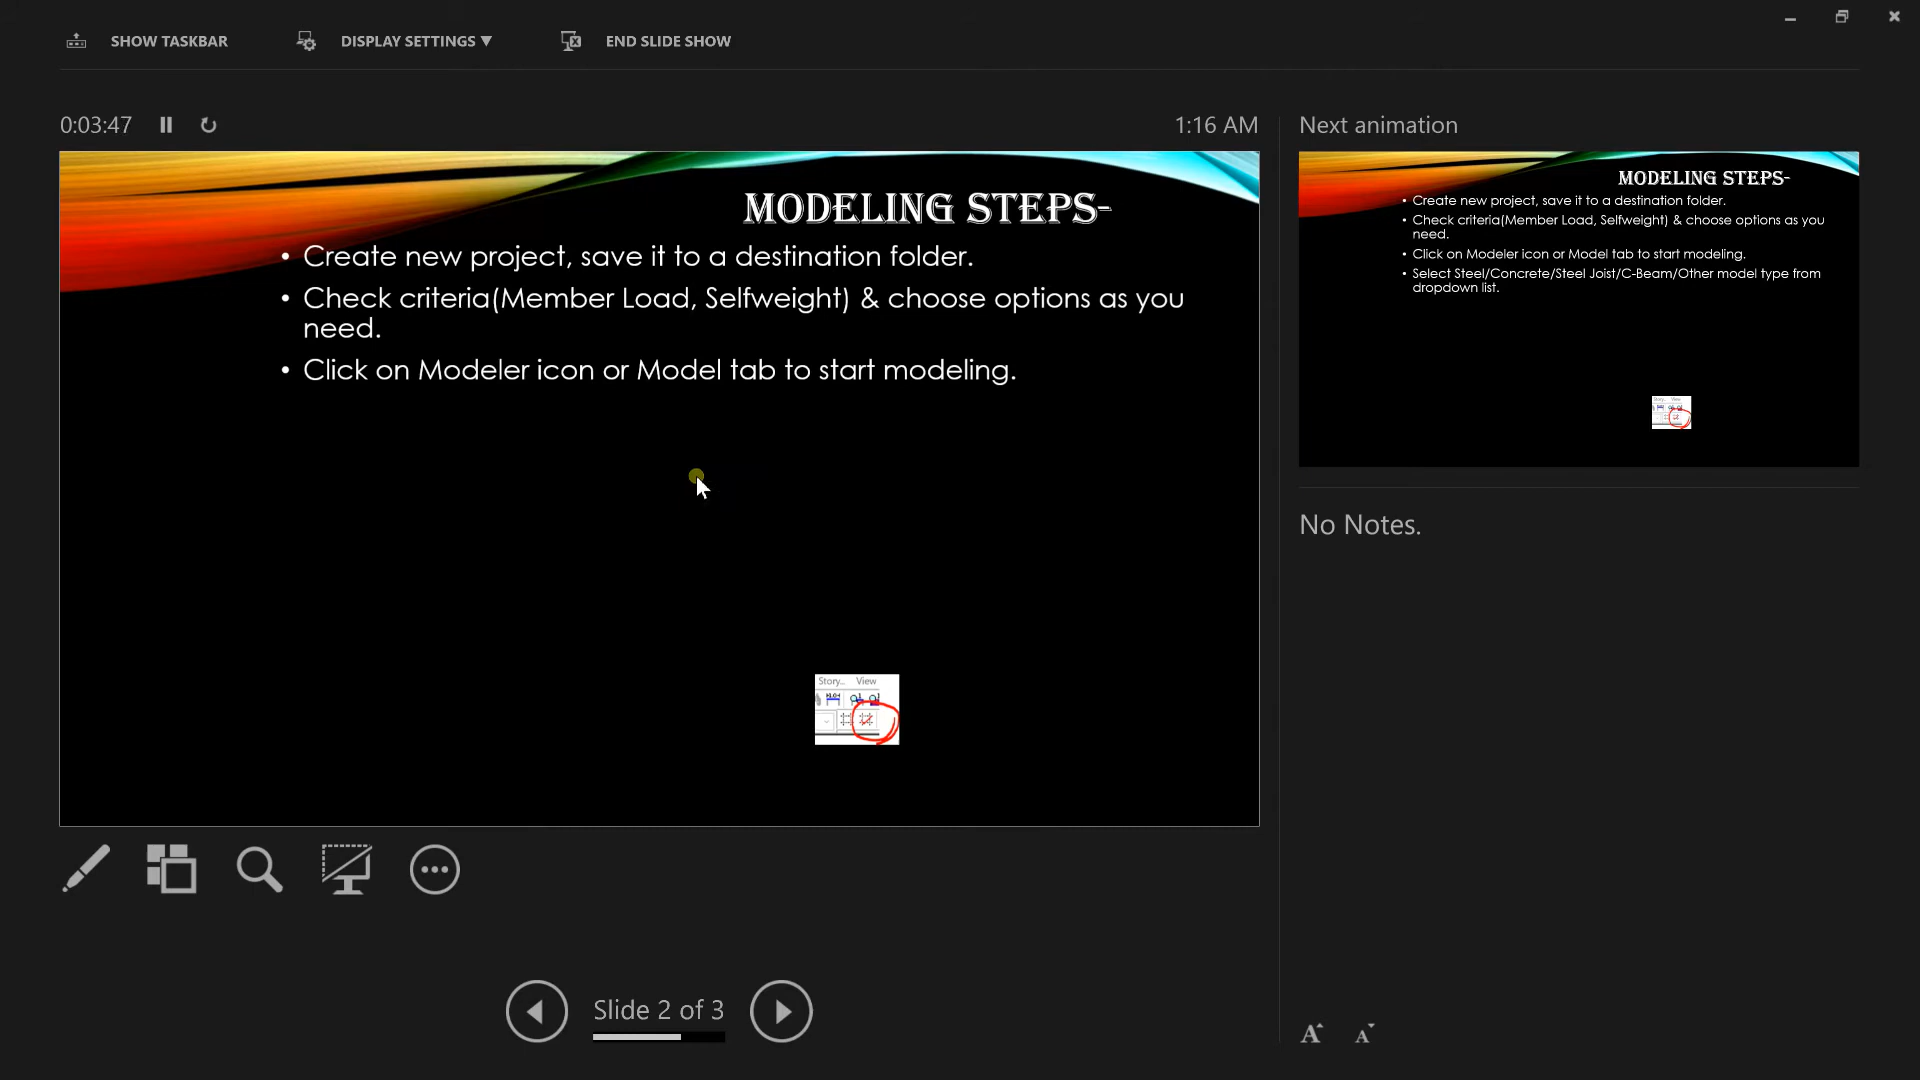 SHOW TASKBAR
DISPLAY SETTINGS ▼
END SLIDE SHOW
0:03:47
1:16 AM
MODELING STEPS-
• Create new project, save it to a destination folder.
• Check criteria(Member Load, Selfweight) & choose options as you
need.
• Click on Modeler icon or Model tab to start modeling.
Story... View
Slide 2 of 3
Next animation
MODELING STEPS-
• Create new project, save it to a destination folder.
• Check criteria(Member Load, Selfweight) & choose options as you
need.
• Click on Modeler icon or Model tab to start modeling.
• Select Steel/Concrete/Steel Joist/C-Beam/Other model type from
dropdown list.
Story... View
No Notes.
A A